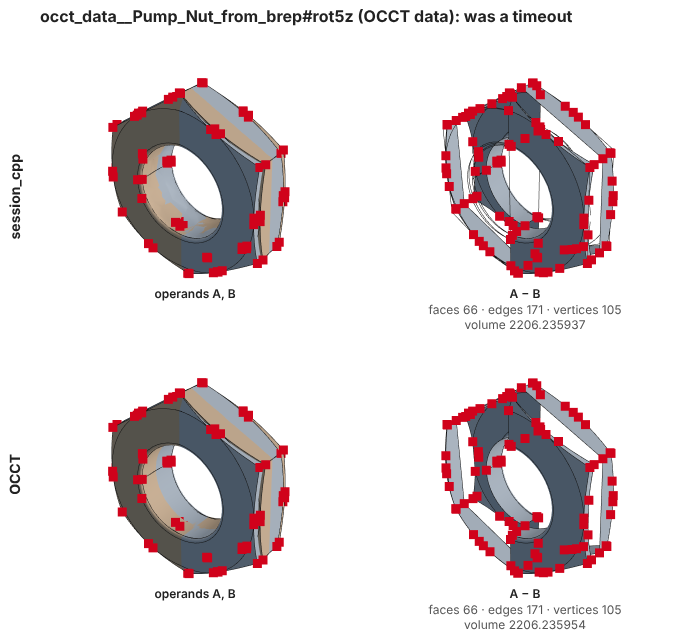 occt_data__Pump_Nut_from_brep#rot5z (OCCT data): was a timeout
session_cpp
operands A, B
A − B
faces 66 · edges 171 · vertices 105
volume 2206.235937
OCCT
operands A, B
A − B
faces 66 · edges 171 · vertices 105
volume 2206.235954